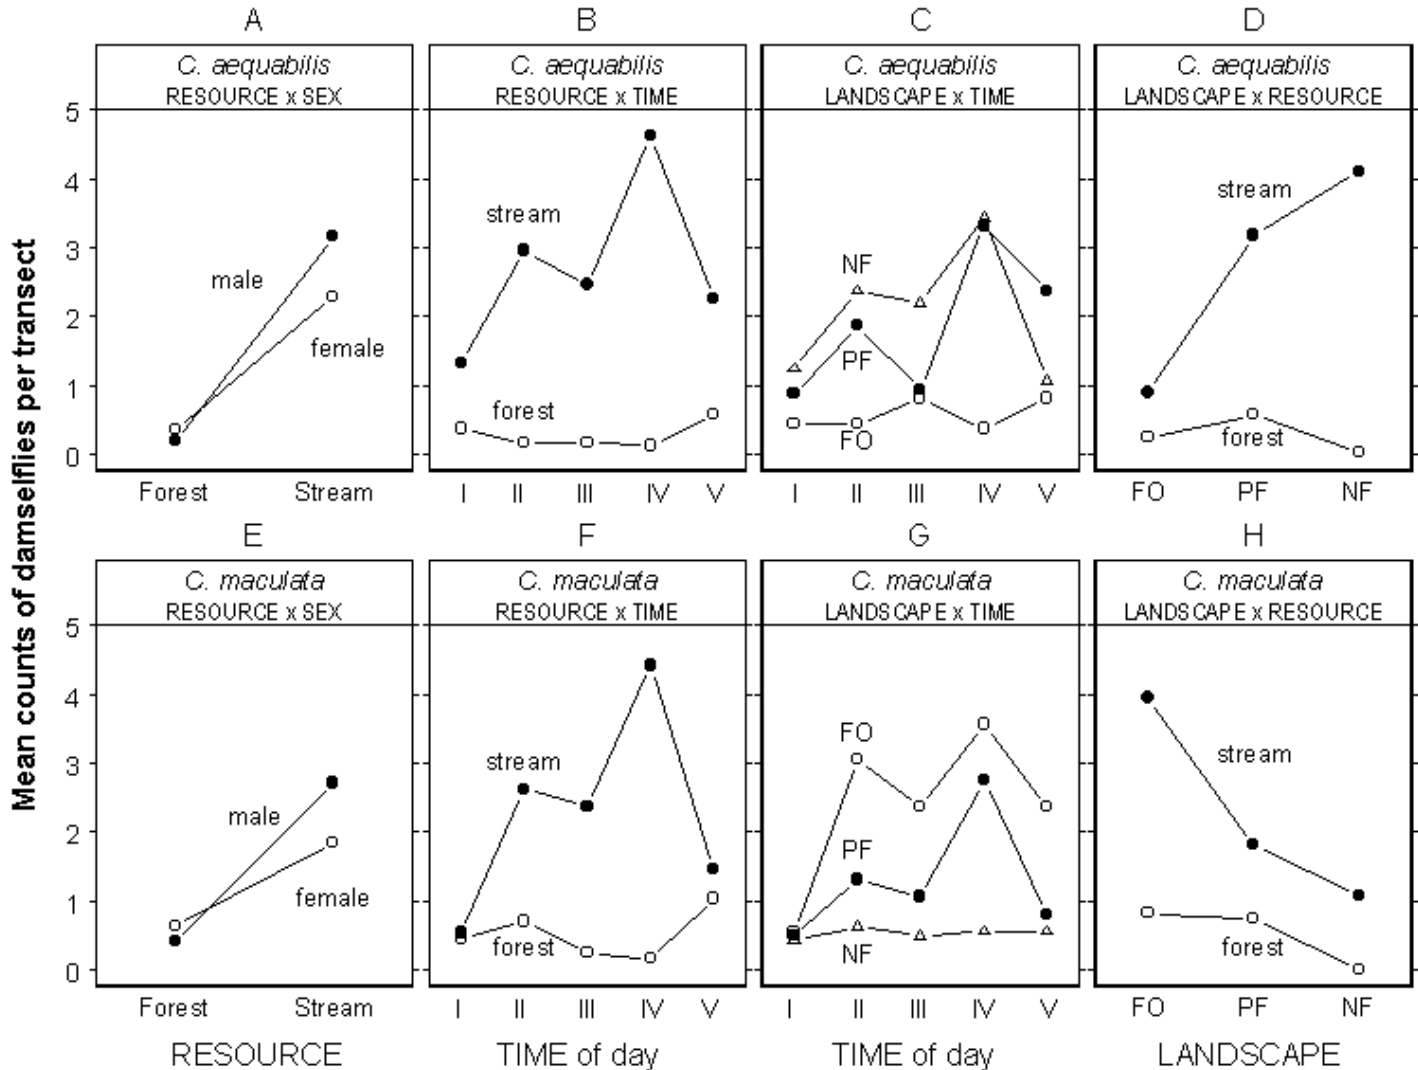 A B C D
C. aequabilis C. aequabilis C. aequabilis C. aequabilis
RESOURCE x SEX RESOURCE x TIME LANDSCAPE x TIME LANDSCAPE x RESOURCE
Mean counts of damselflies per transect
5
4
3
2
1
0
male
female
stream
forest
NF
PF
FO
stream
forest
Forest Stream I II III IV V I II III IV V FO PF NF
E F G H
C. maculata C. maculata C. maculata C. maculata
RESOURCE x SEX RESOURCE x TIME LANDSCAPE x TIME LANDSCAPE x RESOURCE
5
4
3
2
1
0
male
female
stream
forest
FO
PF
NF
stream
forest
Forest Stream I II III IV V I II III IV V FO PF NF
RESOURCE TIME of day TIME of day LANDSCAPE